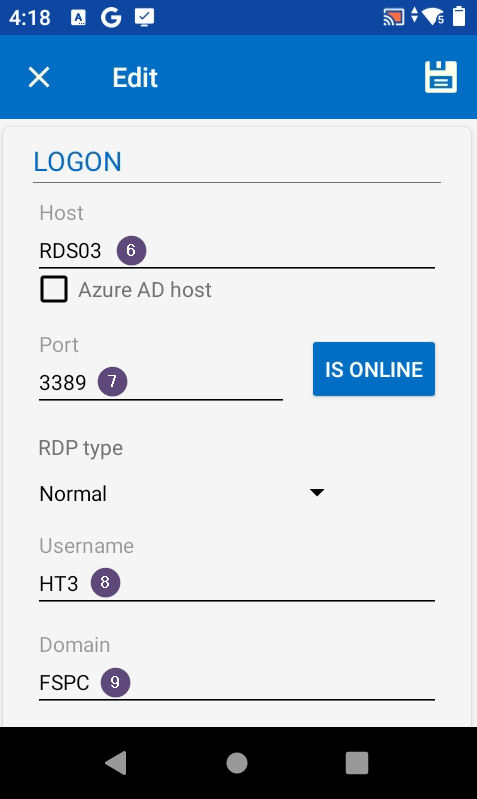 4:18 A G 5
Edit
LOGON
Host
RDS03 6
Azure AD host
Port
3389 7
IS ONLINE
RDP type
Normal
Username
HT3 8
Domain
FSPC 9